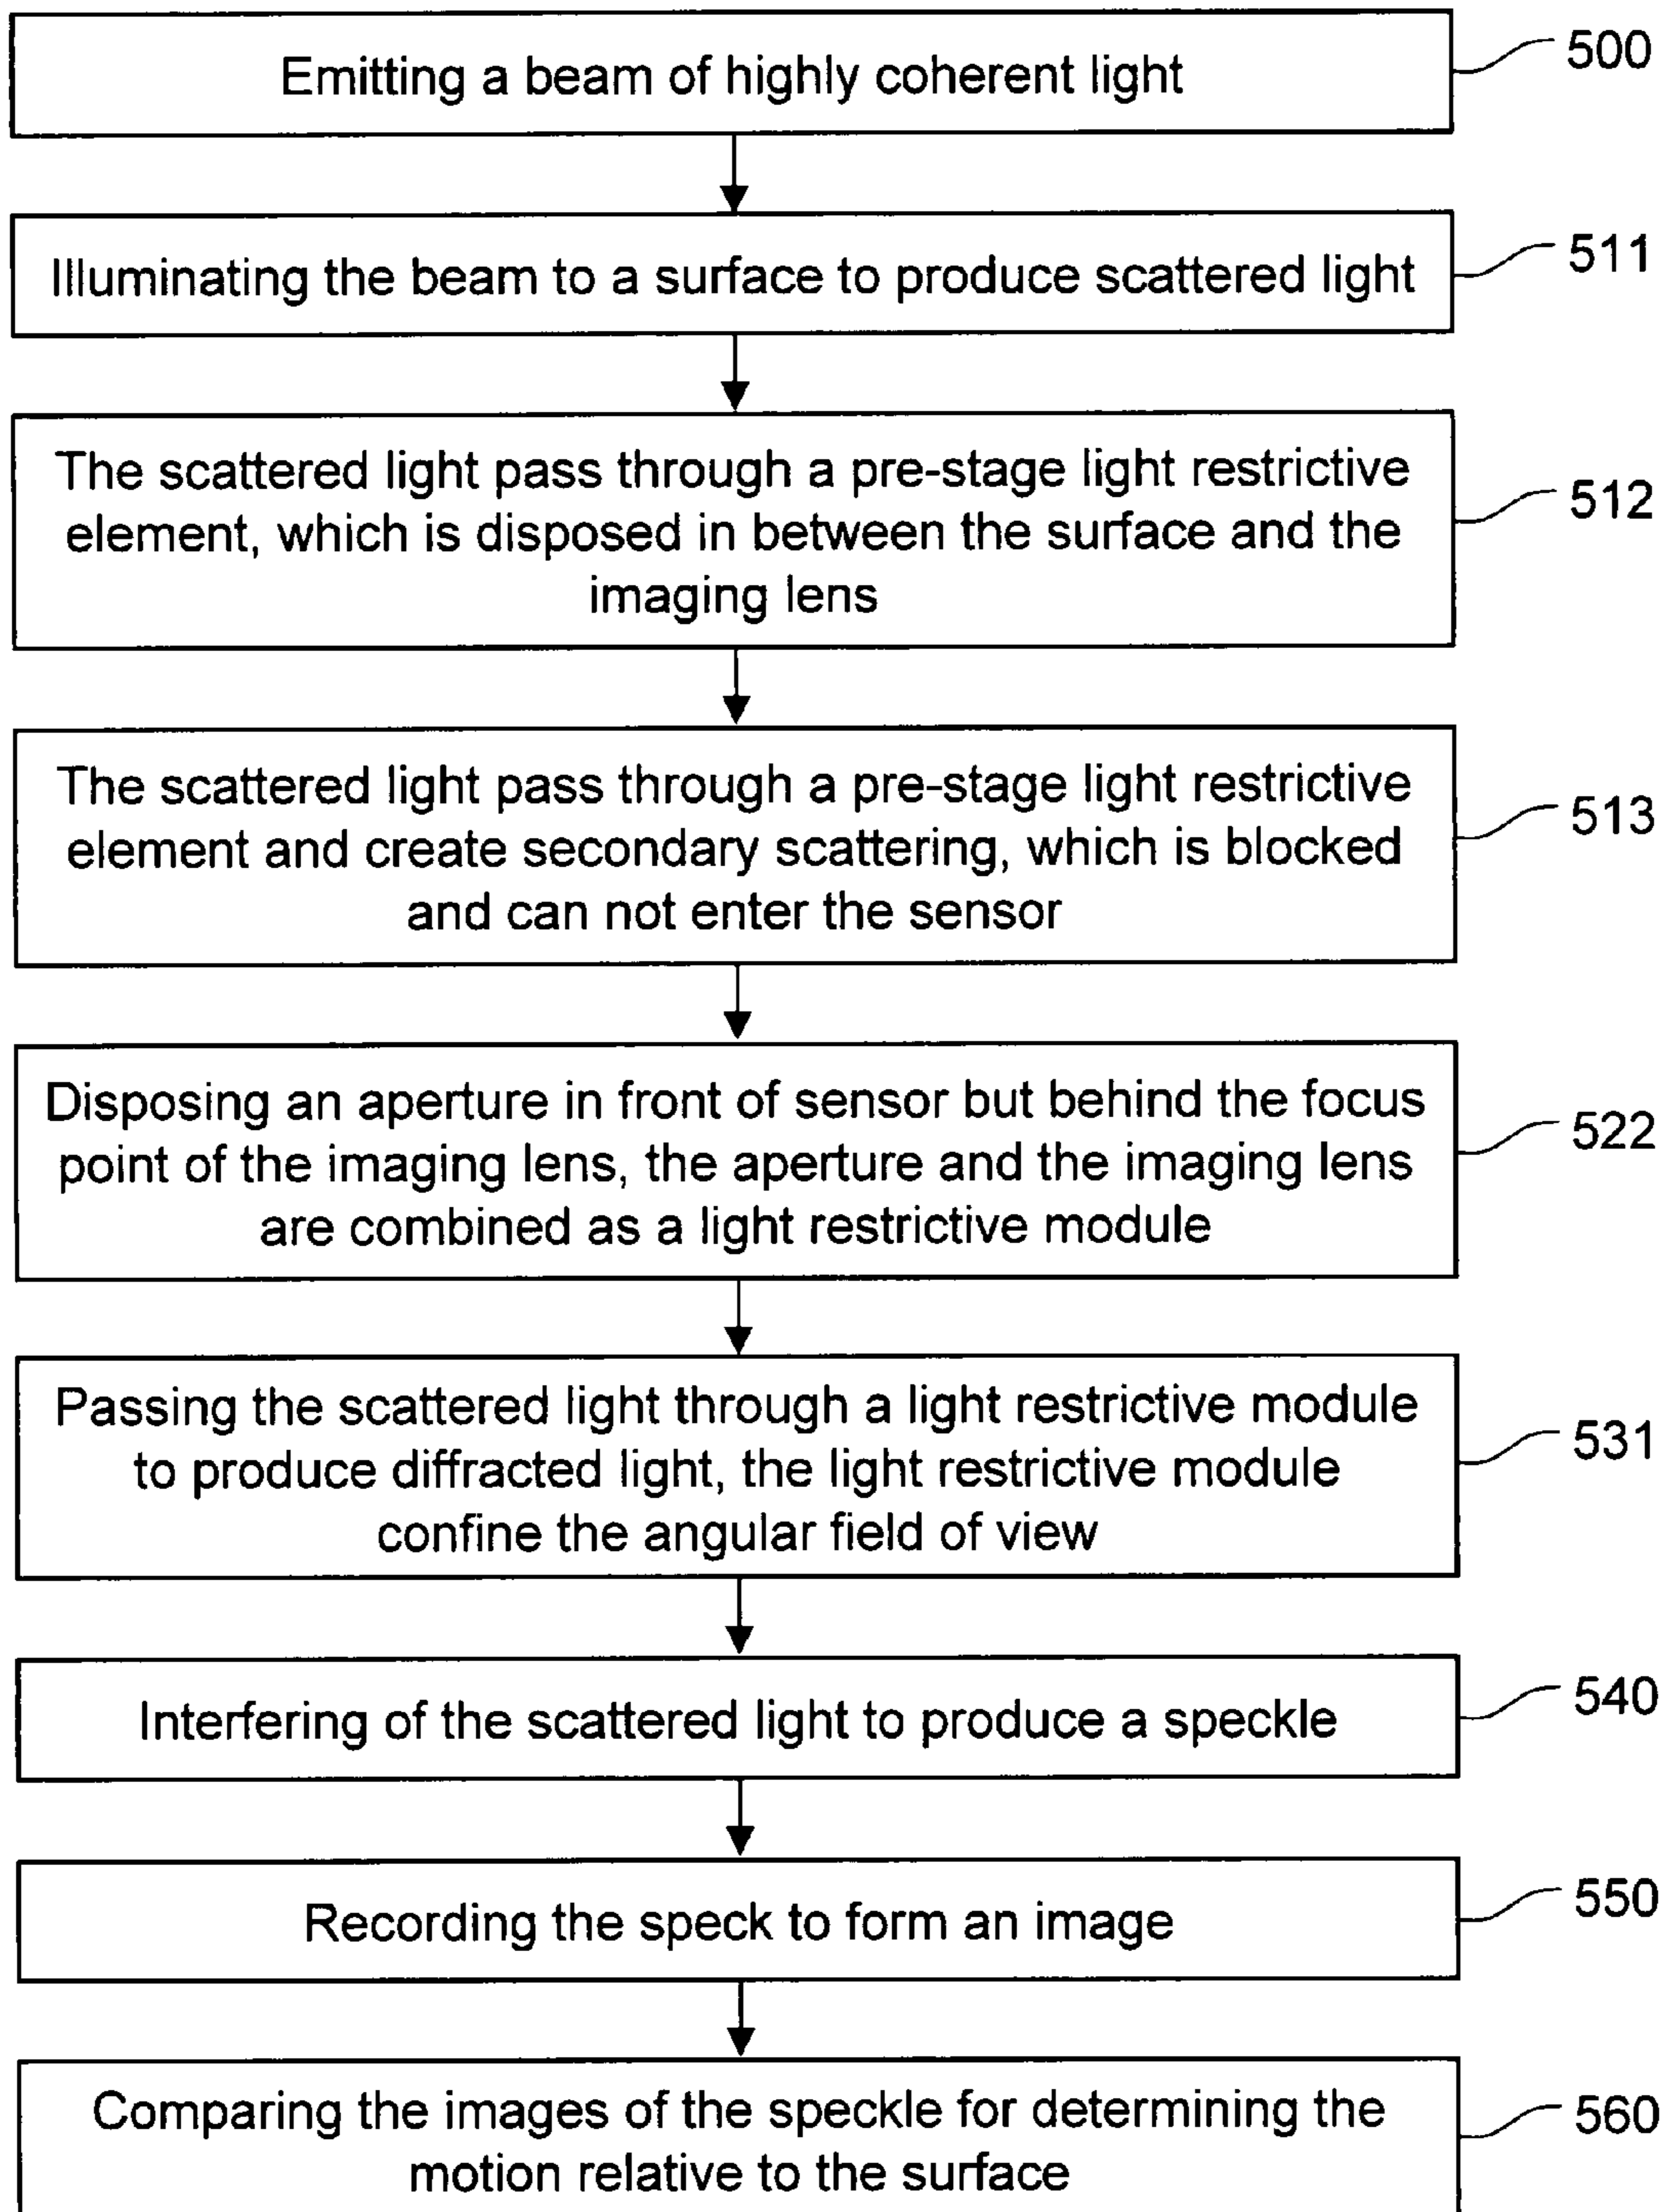 Emitting a beam of highly coherent light
500
Illuminating the beam to a surface to produce scattered light
511
The scattered light pass through a pre-stage light restrictive
element, which is disposed in between the surface and the
imaging lens
512
The scattered light pass through a pre-stage light restrictive
element and create secondary scattering, which is blocked
and can not enter the sensor
513
Disposing an aperture in front of sensor but behind the focus
point of the imaging lens, the aperture and the imaging lens
are combined as a light restrictive module
522
Passing the scattered light through a light restrictive module
to produce diffracted light, the light restrictive module
confine the angular field of view
531
Interfering of the scattered light to produce a speckle
540
Recording the speck to form an image
550
Comparing the images of the speckle for determining the
motion relative to the surface
560